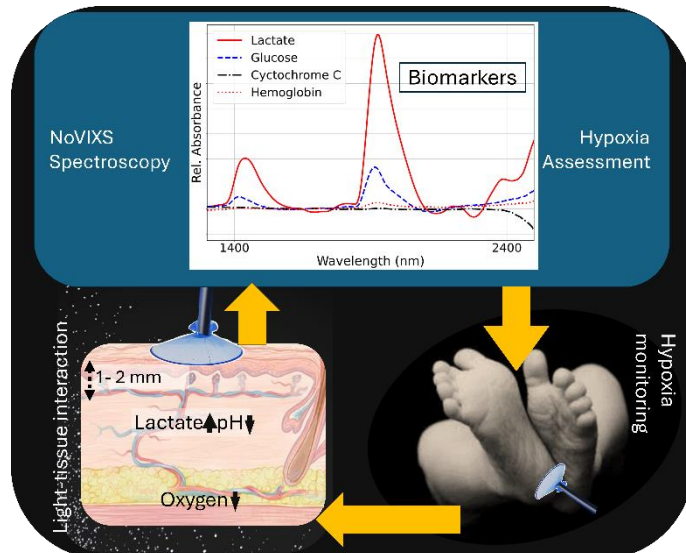 Lactate
Glucose
Cyctochrome C
Hemoglobin
Biomarkers
Rel. Absorbance
1400
2400
Wavelength (nm)
NoVIXS
Spectroscopy
Hypoxia
Assessment
Light-tissue interaction
1- 2 mm
Lactate pH
Oxygen
Hypoxia
monitoring